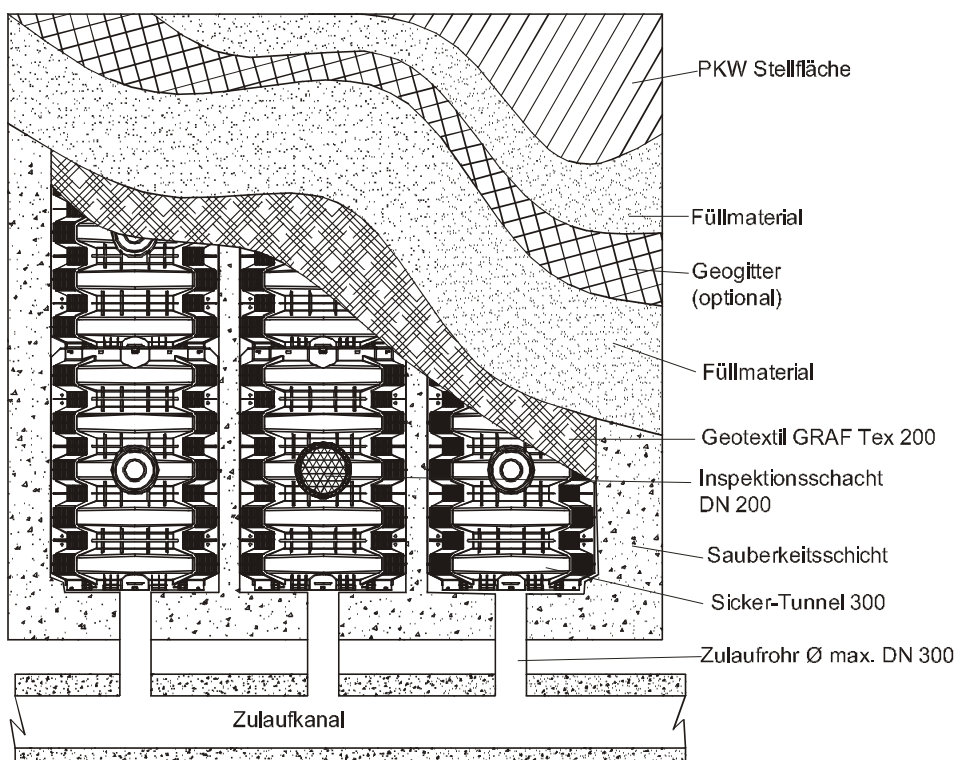 PKW Stellfläche
Füllmaterial
Geogitter
(optional)
Füllmaterial
Geotextil GRAF Tex 200
Inspektionsschacht
DN 200
Sauberkeitsschicht
Sicker-Tunnel 300
Zulaufrohr Ø max. DN 300
Zulaufkanal